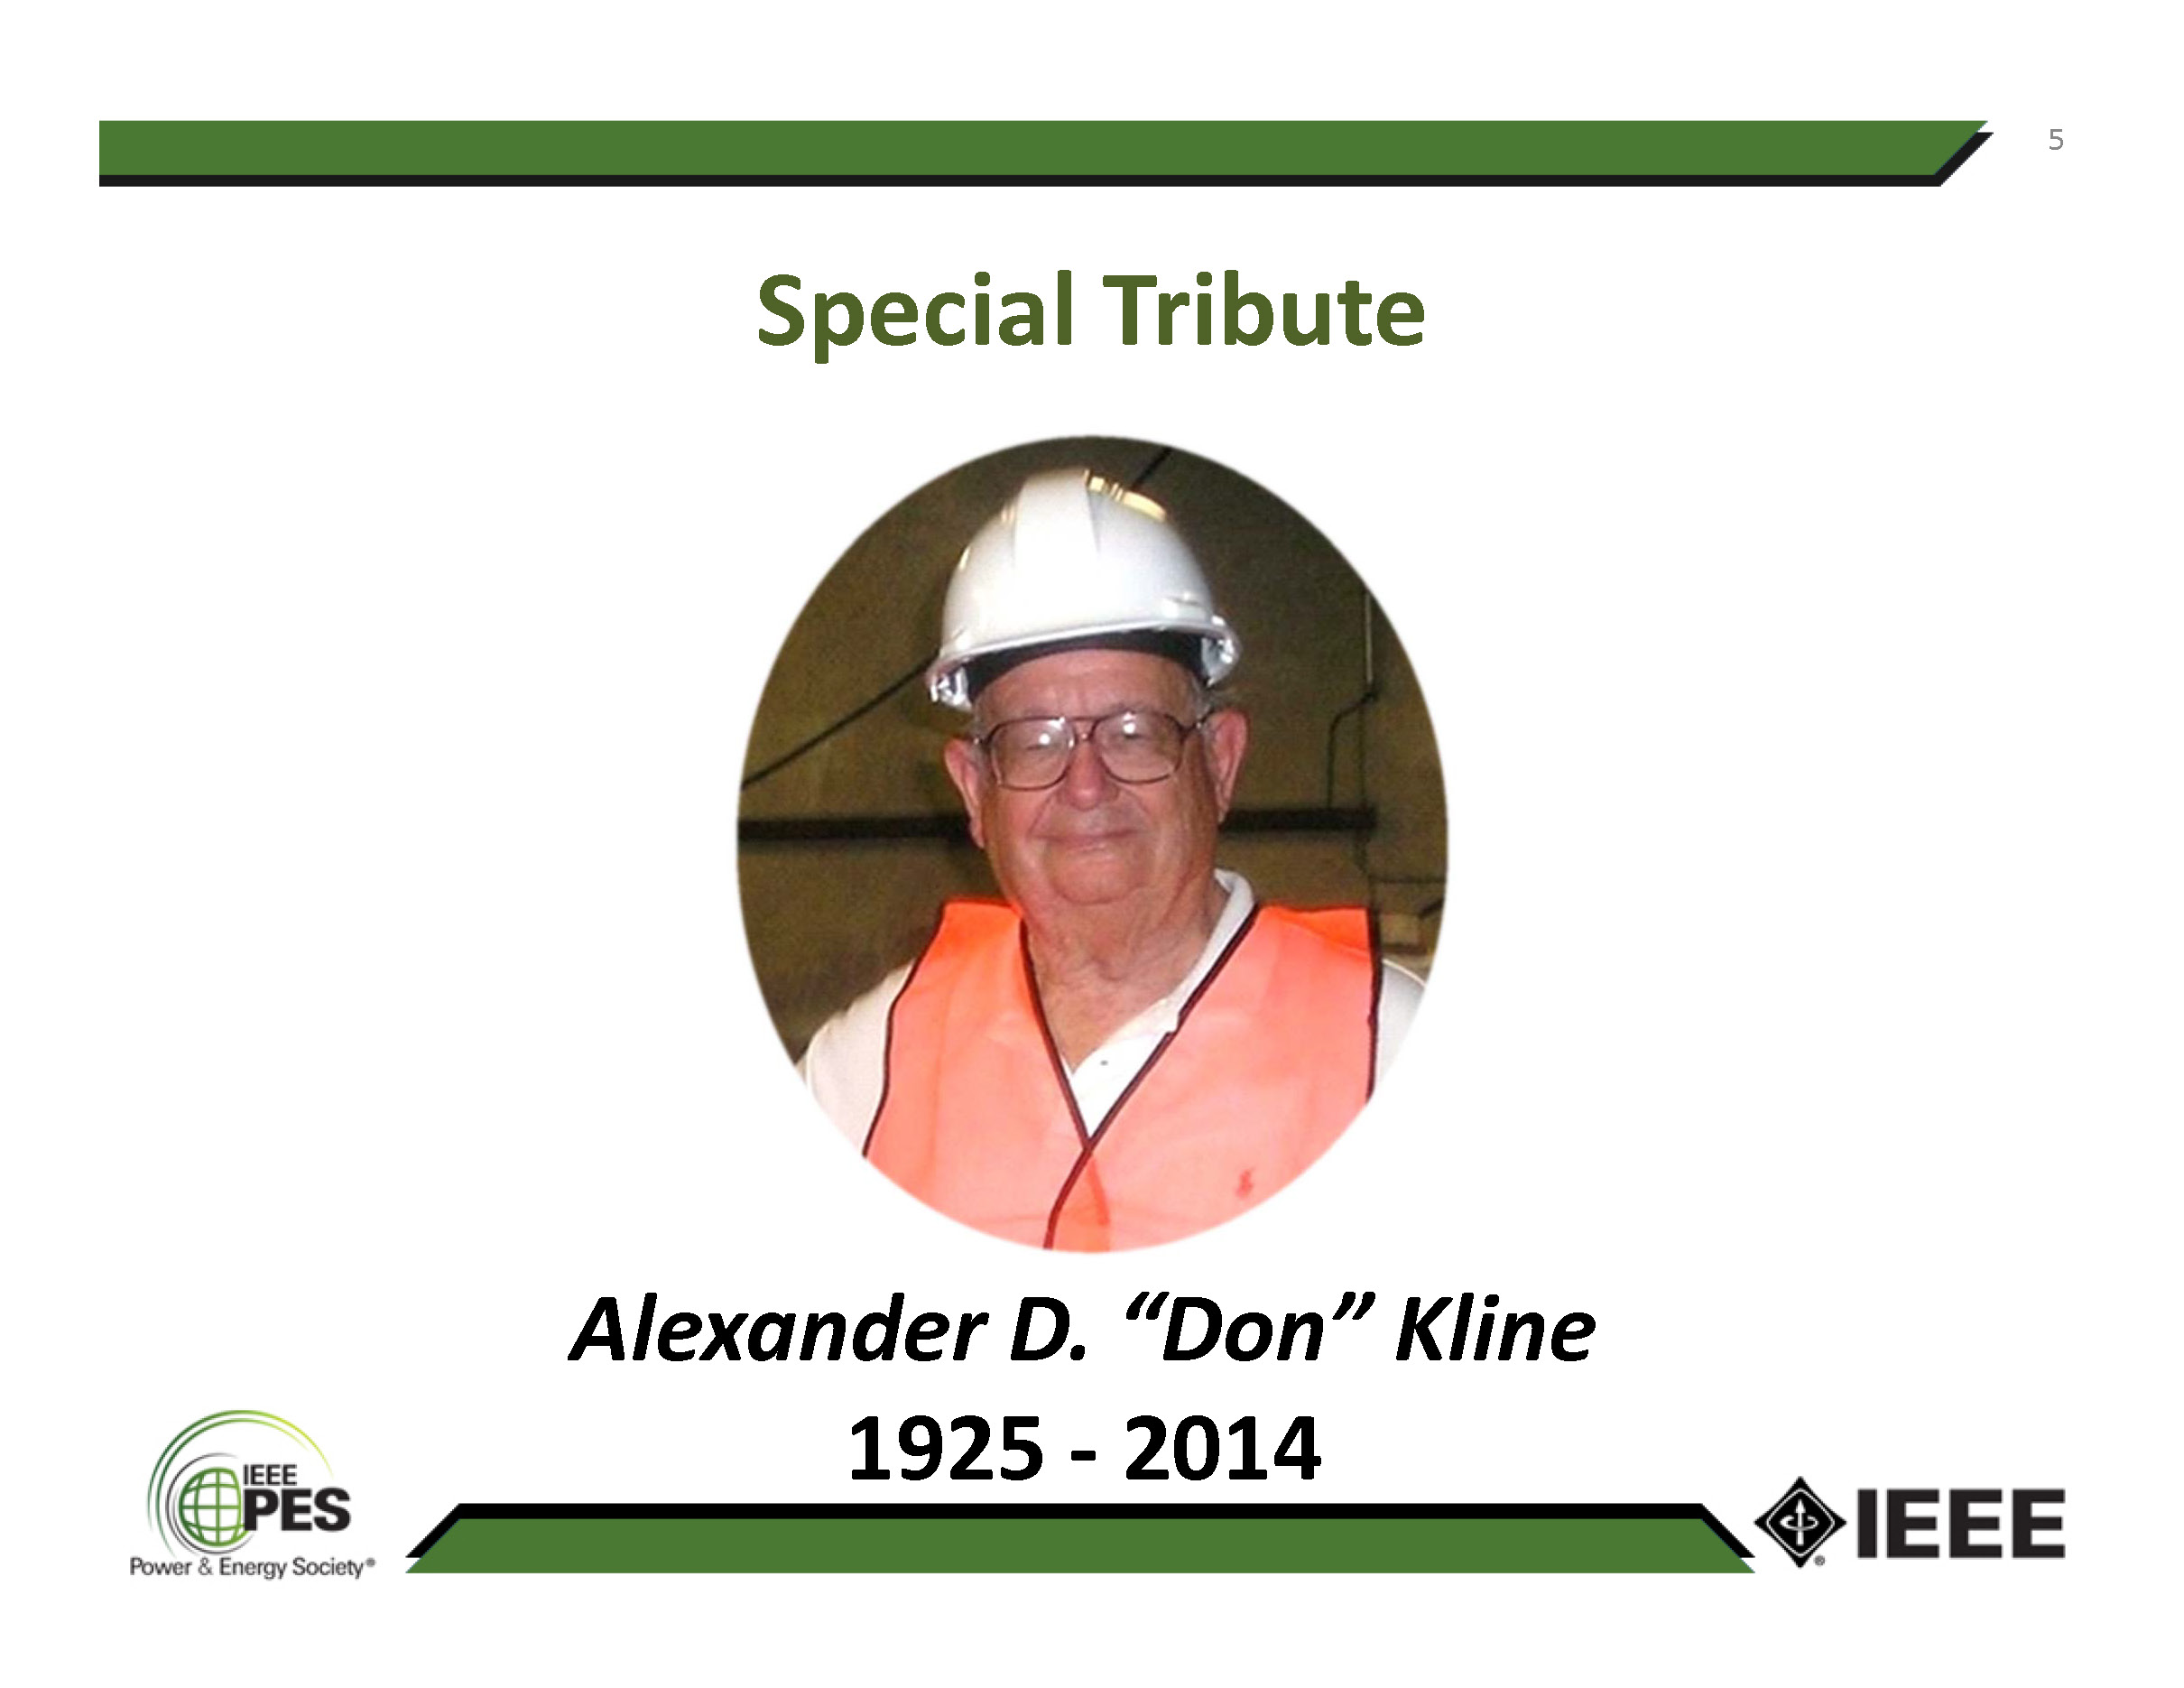 5
Special Tribute
Alexander D. “Don” Kline
1925 - 2014
IEEE
PES
Power & Energy Society®
IEEE
®